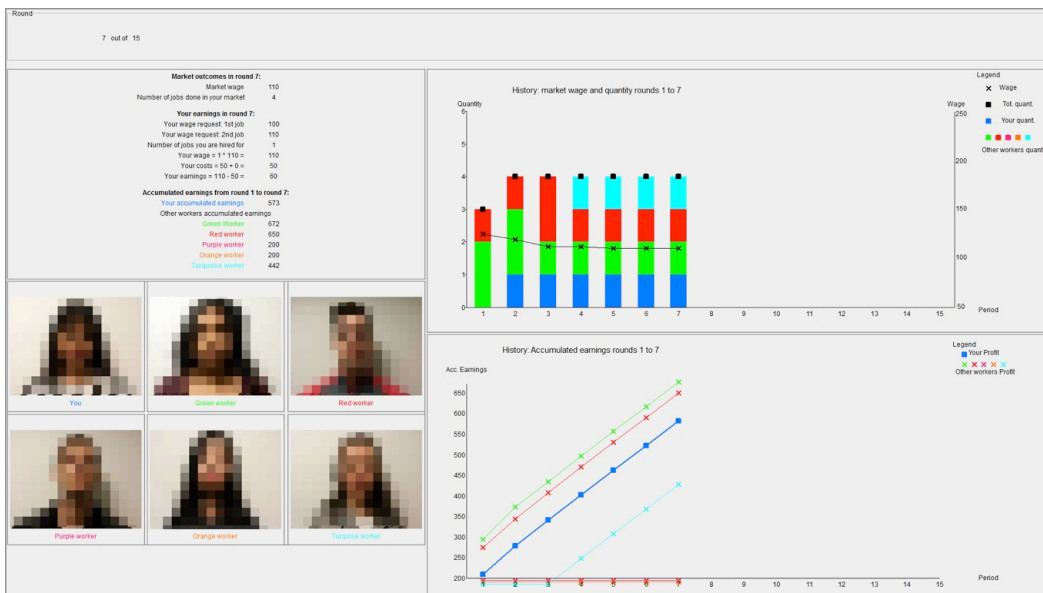 Round
7 out of 15
Market outcomes in round 7:
Market wage 110
Number of jobs done in your market 4
Your earnings in round 7:
Your wage request: 1st job 100
Your wage request: 2nd job 110
Number of jobs you are hired for 1
Your wage = 1 * 110 = 110
Your costs = 50 + 0 = 50
Your earnings = 110 - 50 = 60
Accumulated earnings from round 1 to round 7:
Your accumulated earnings 573
Other workers accumulated earnings
Green Worker 672
Red worker 650
Purple worker 200
Orange worker 200
Turquoise worker 442
You
Green worker
Red worker
Purple worker
Orange worker
Turquise worker
History: market wage and quantity rounds 1 to 7
Quantity
Wage
6
5
4
3
2
1
0
250
200
150
100
50
1 2 3 4 5 6 7 8 9 10 11 12 13 14 15
Period
Legend
Wage
Tot. quant.
Your quant.
Other workers quant
History: Accumulated earnings rounds 1 to 7
Acc. Earnings
650
600
550
500
450
400
350
300
250
200
1 2 3 4 5 6 7 8 9 10 11 12 13 14 15
Period
Legend
Your Profit
Other workers Profit